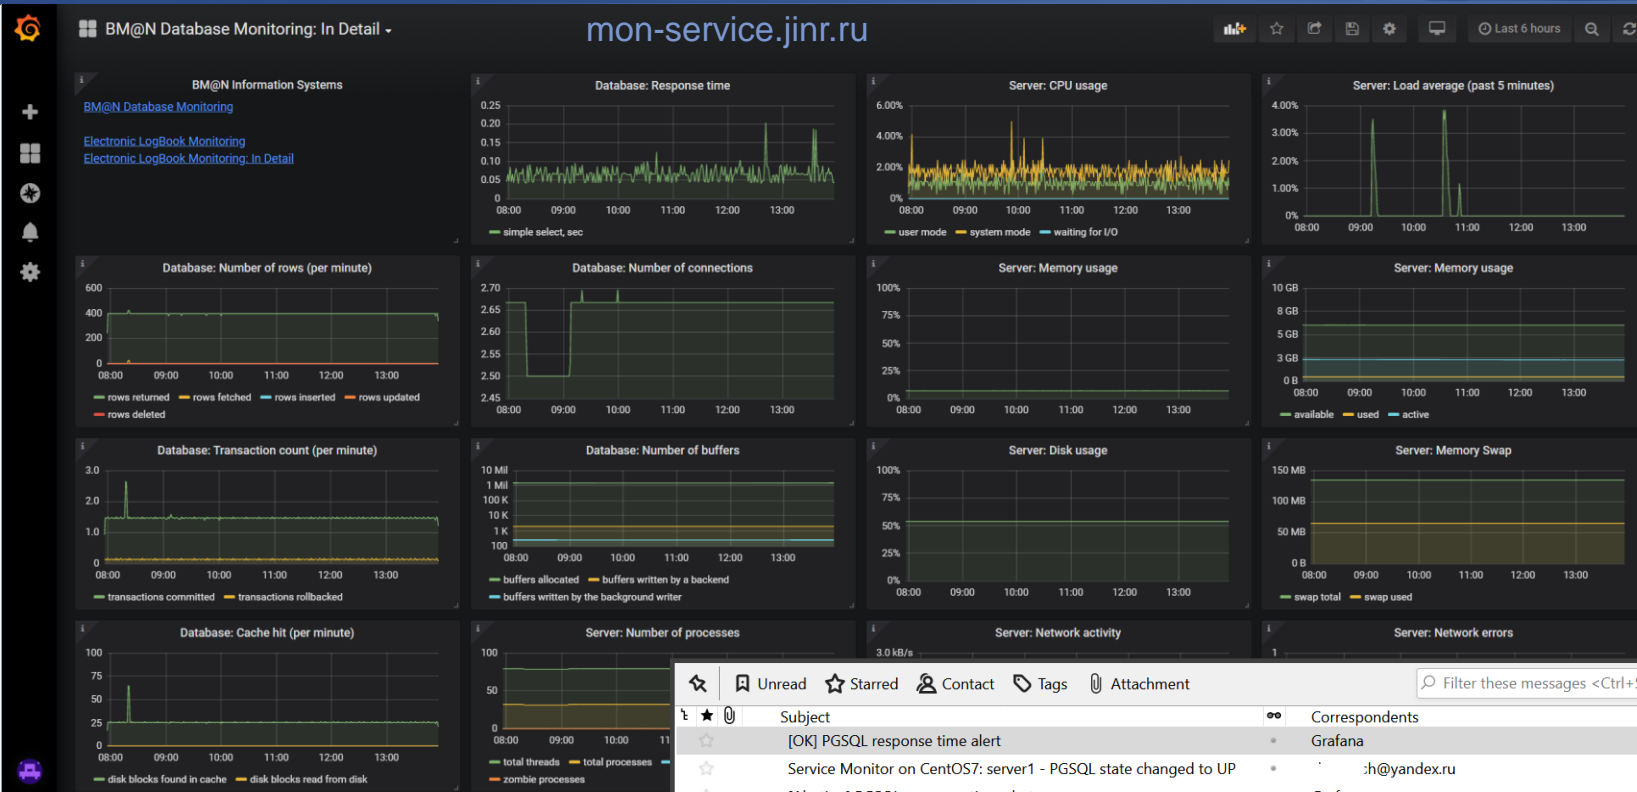 BM@N Database Monitoring: In Detail
mon-service.jinr.ru
Last 6 hours
BM@N Information Systems
BM@N Database Monitoring
Electronic LogBook Monitoring
Electronic LogBook Monitoring: In Detail
Database: Response time
0.25
0.20
0.15
0.10
0.05
0
08:00 09:00 10:00 11:00 12:00 13:00
simple select, sec
Server: CPU usage
6.00%
4.00%
2.00%
0%
08:00 09:00 10:00 11:00 12:00 13:00
user mode system mode waiting for I/O
Server: Load average (past 5 minutes)
4.00%
3.00%
2.00%
1.00%
0%
08:00 09:00 10:00 11:00 12:00 13:00
Database: Number of rows (per minute)
600
400
200
0
08:00 09:00 10:00 11:00 12:00 13:00
rows returned rows fetched rows inserted rows updated
rows deleted
Database: Number of connections
2.70
2.65
2.60
2.55
2.50
2.45
08:00 09:00 10:00 11:00 12:00 13:00
Server: Memory usage
100%
75%
50%
25%
0%
08:00 09:00 10:00 11:00 12:00 13:00
Server: Memory usage
10 GB
8 GB
5 GB
3 GB
0 B
08:00 09:00 10:00 11:00 12:00 13:00
available used active
Database: Transaction count (per minute)
3.0
2.0
1.0
0
08:00 09:00 10:00 11:00 12:00 13:00
transactions committed transactions rollbacked
Database: Number of buffers
10 Mil
1 Mil
100 K
10 K
1 K
100
08:00 09:00 10:00 11:00 12:00 13:00
buffers allocated buffers written by a backend
buffers written by the background writer
Server: Disk usage
100%
75%
50%
25%
0%
08:00 09:00 10:00 11:00 12:00 13:00
Server: Memory Swap
150 MB
100 MB
50 MB
0 B
08:00 09:00 10:00 11:00 12:00 13:00
swap total swap used
Database: Cache hit (per minute)
100
75
50
25
0
08:00 09:00 10:00 11:00 12:00 13:00
disk blocks found in cache disk blocks read from disk
Server: Number of processes
100
50
0
08:00 09:00 10:00 11
total threads total processes
zombie processes
Server: Network activity
3.0 kB/s
Server: Network errors
1
Unread Starred Contact Tags Attachment
Filter these messages <Ctrl+S
Subject Correspondents
[OK] PGSQL response time alert Grafana
Service Monitor on CentOS7: server1 - PGSQL state changed to UP ch@yandex.ru